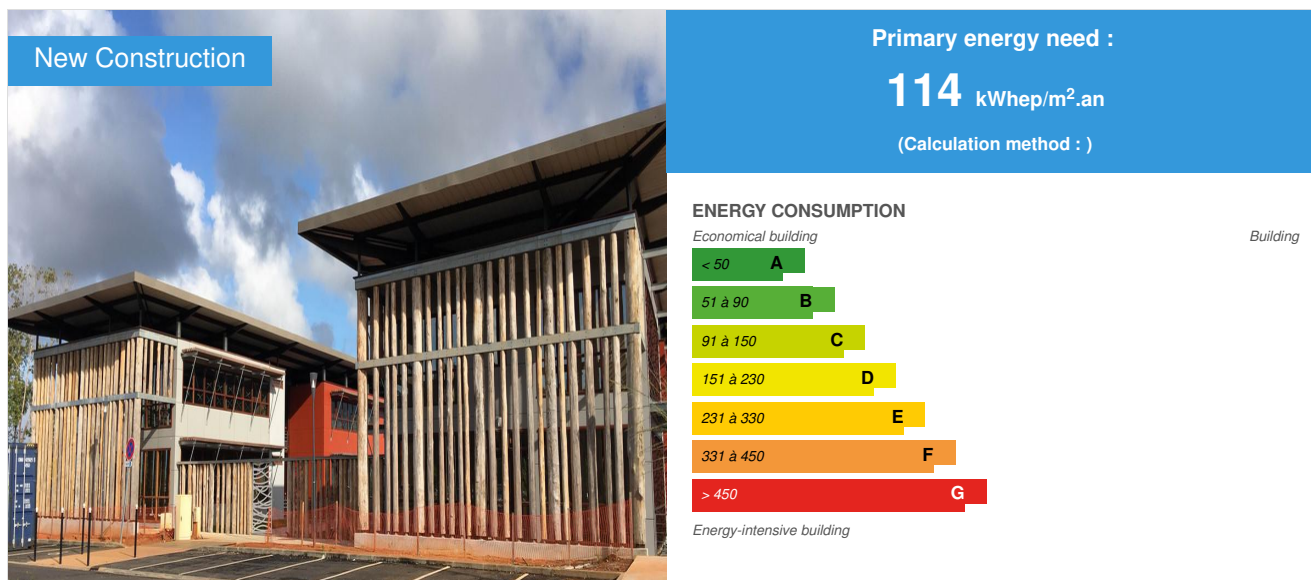 New Construction
Primary energy need :
114 kWhep/m².an
(Calculation method : )
ENERGY CONSUMPTION
Economical building
Building
< 50 A
51 à 90 B
91 à 150 C
151 à 230 D
231 à 330 E
331 à 450 F
> 450 G
Energy-intensive building